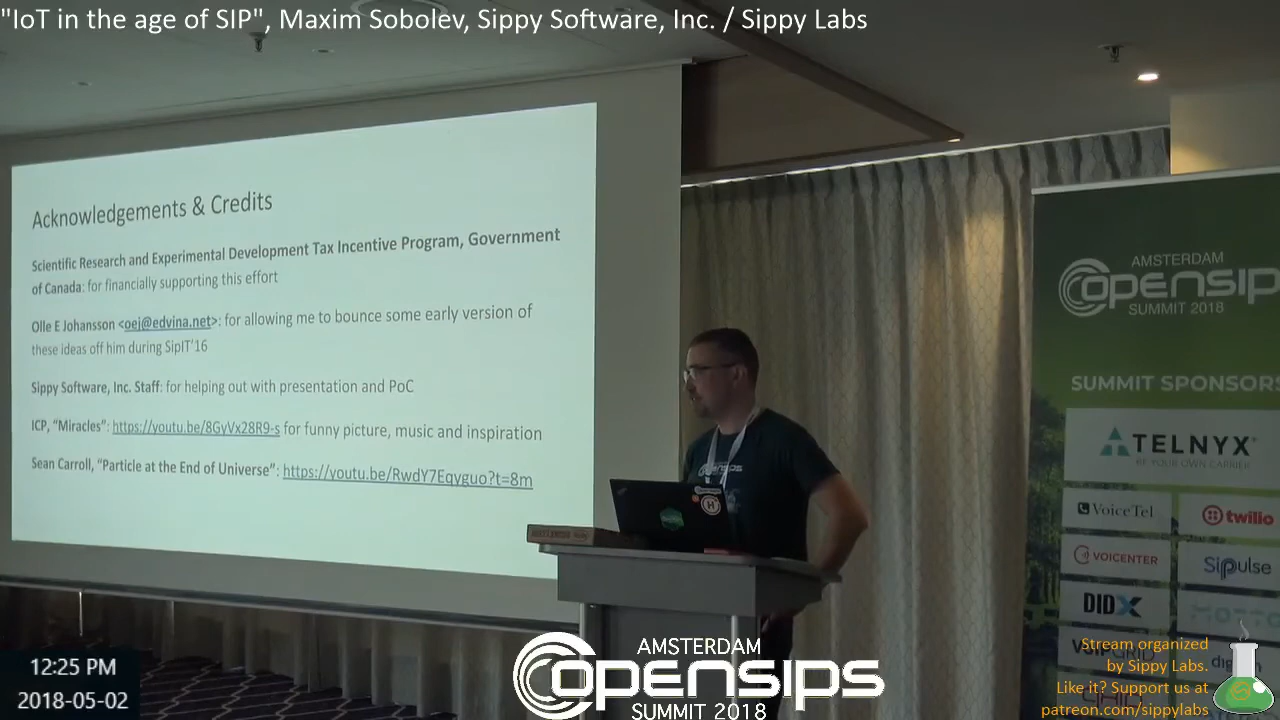 "IoT in the age of SIP", Maxim Sobolev, Sippy Software, Inc. / Sippy Labs
Acknowledgements & Credits
Scientific Research and Experimental Development Tax Incentive Program, Government
of Canada: for financially supporting this effort
Olle E Johansson <oej@edvina.net>: for allowing me to bounce some early version of
these ideas off him during SipIT'16
Sippy Software, Inc. Staff: for helping out with presentation and PoC
ICP, "Miracles": https://youtu.be/8GyVx28R9-s for funny picture, music and inspiration
Sean Carroll, "Particle at the End of Universe": https://youtu.be/RwdY7Eqyguo?t=8m
AMSTERDAM
OPENSIPS
SUMMIT 2018
SUMMIT SPONSORS
TELNYX
BE YOUR OWN CARRIER
VoiceTel
twilio
VOICENTER
Sipulse
DIDX
opensips
12:25 PM
2018-05-02
AMSTERDAM
OPENSIPS
SUMMIT 2018
Stream organized
by Sippy Labs.
Like it? Support us at
patreon.com/sippylabs